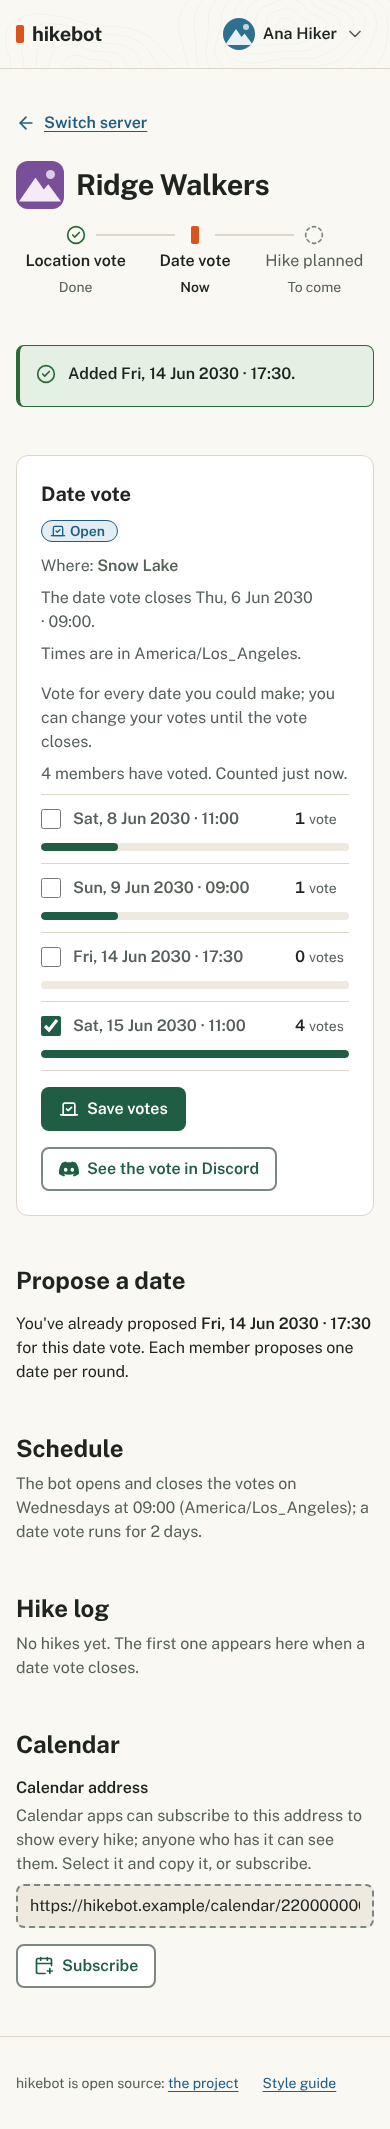 hikebot
Ana Hiker
Switch server
Ridge Walkers
Location vote
Date vote
Hike planned
Done
Now
To come
Added Fri, 14 Jun 2030 · 17:30.
Date vote
Open
Where: Snow Lake
The date vote closes Thu, 6 Jun 2030
· 09:00.
Times are in America/Los_Angeles.
Vote for every date you could make; you
can change your votes until the vote
closes.
4 members have voted. Counted just now.
Sat, 8 Jun 2030 · 11:00 1 vote
Sun, 9 Jun 2030 · 09:00 1 vote
Fri, 14 Jun 2030 · 17:30 0 votes
Sat, 15 Jun 2030 · 11:00 4 votes
Save votes
See the vote in Discord
Propose a date
You've already proposed Fri, 14 Jun 2030 · 17:30
for this date vote. Each member proposes one
date per round.
Schedule
The bot opens and closes the votes on
Wednesdays at 09:00 (America/Los_Angeles); a
date vote runs for 2 days.
Hike log
No hikes yet. The first one appears here when a
date vote closes.
Calendar
Calendar address
Calendar apps can subscribe to this address to
show every hike; anyone who has it can see
them. Select it and copy it, or subscribe.
https://hikebot.example/calendar/220000000
Subscribe
hikebot is open source: the project
Style guide